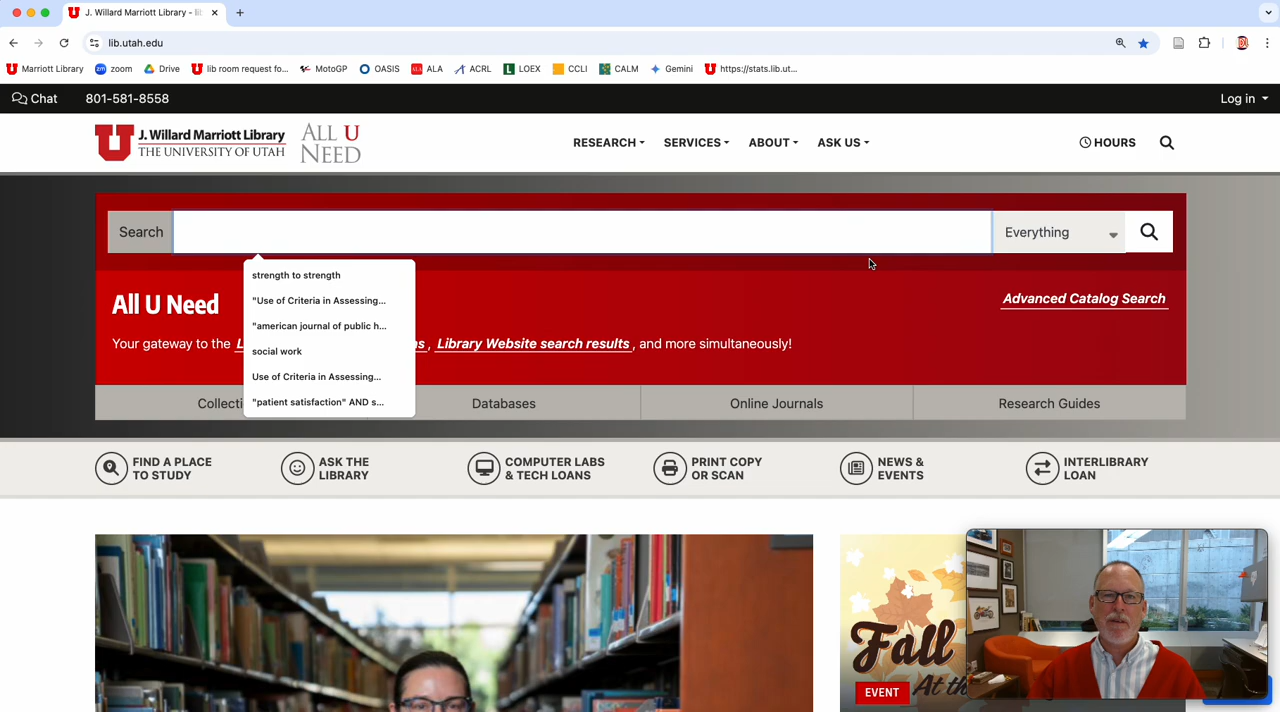 J. Willard Marriott Library - lib
lib.utah.edu
Marriott Library
zoom
Drive
lib room request fo...
MotoGP
OASIS
ALA
ACRL
LOEX
CCLI
CALM
Gemini
https://stats.lib.ut...
Chat
801-581-8558
Log in
J. Willard Marriott Library
THE UNIVERSITY OF UTAH
ALL U
NEED
RESEARCH
SERVICES
ABOUT
ASK US
HOURS
Search
Everything
strength to strength
"Use of Criteria in Assessing...
"american journal of public h...
social work
Use of Criteria in Assessing...
"patient satisfaction" AND s...
All U Need
Advanced Catalog Search
Your gateway to the L ns, Library Website search results, and more simultaneously!
Collecti
Databases
Online Journals
Research Guides
FIND A PLACE
TO STUDY
ASK THE
LIBRARY
COMPUTER LABS
& TECH LOANS
PRINT COPY
OR SCAN
NEWS &
EVENTS
INTERLIBRARY
LOAN
Fall
At th
EVENT